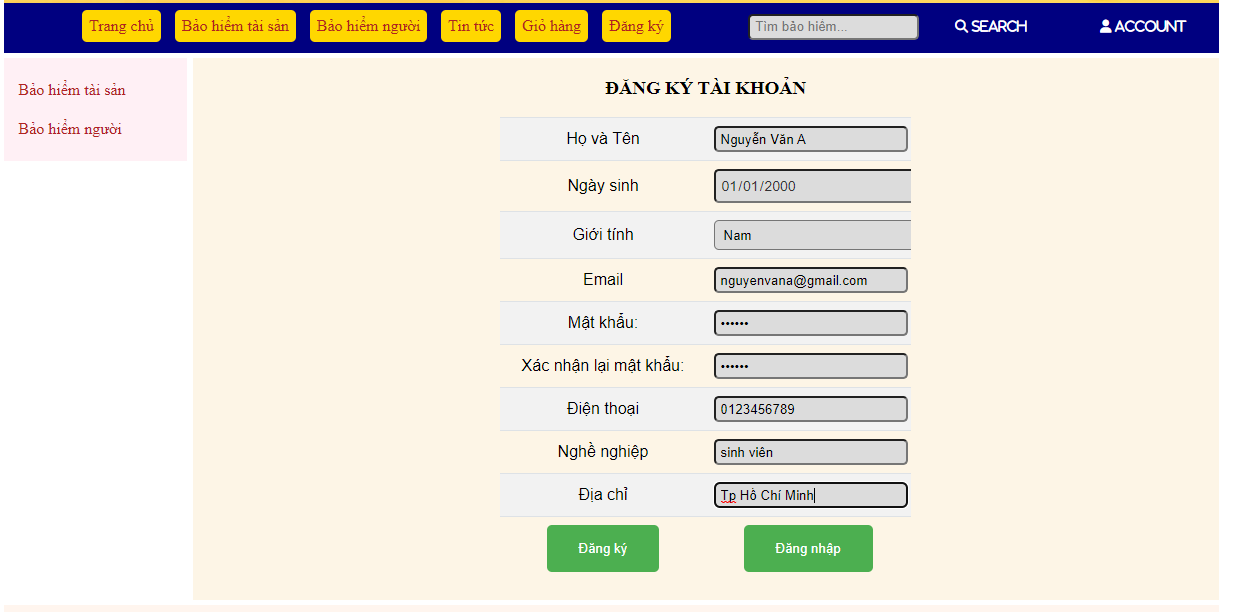 Trang chủ Bảo hiểm tài sản Bảo hiểm người Tin tức Giỏ hàng Đăng ký Tìm bảo hiểm... SEARCH ACCOUNT
Bảo hiểm tài sản
Bảo hiểm người
ĐĂNG KÝ TÀI KHOẢN
Họ và Tên Nguyễn Văn A
Ngày sinh 01/01/2000
Giới tính Nam
Email nguyenvana@gmail.com
Mật khẩu: ••••••
Xác nhận lại mật khẩu: ••••••
Điện thoại 0123456789
Nghề nghiệp sinh viên
Địa chỉ Tp Hồ Chí Minh
Đăng ký Đăng nhập